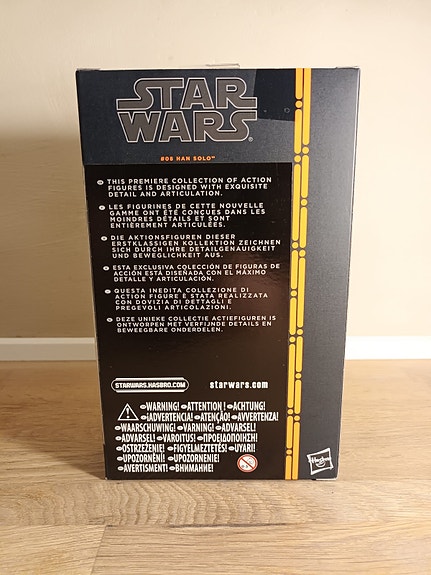 STAR
WARS®
#08 HAN SOLO™
THIS PREMIERE COLLECTION OF ACTION
FIGURES IS DESIGNED WITH EXQUISITE
DETAIL AND ARTICULATION.
LES FIGURINES DE CETTE NOUVELLE
GAMME ONT ÉTÉ CONÇUES DANS LES
MOINDRES DÉTAILS ET SONT
ENTIÈREMENT ARTICULÉES.
DIE AKTIONSFIGUREN DIESER
ERSTKLASSIGEN KOLLEKTION ZEICHNEN
SICH DURCH IHRE DETAILGENAUIGKEIT
UND BEWEGLICHKEIT AUS.
ESTA EXCLUSIVA COLECCIÓN DE FIGURAS DE
ACCIÓN ESTÁ DISEÑADA CON EL MÁXIMO
DETALLE Y ARTICULACIÓN.
QUESTA INEDITA COLLEZIONE DI
ACTION FIGURE È STATA REALIZZATA
CON DOVIZIA DI DETTAGLI E
PREGEVOLI ARTICOLAZIONI.
DEZE UNIEKE COLLECTIE ACTIEFIGUREN IS
ONTWORPEN MET VERFIJNDE DETAILS EN
BEWEEGBARE ONDERDELEN.
STARWARS.HASBRO.COM starwars.com
WARNING! ATTENTION! ACHTUNG!
¡ADVERTENCIA! ATENÇÃO! AVVERTENZA!
WAARSCHUWING! VARNING! ADVARSEL!
ADVARSEL! VAROITUS! ΠΡΟΕΙΔΟΠΟΙΗΣΗ!
OSTRZEŻENIE! FIGYELMEZTETÉS! UYARI!
UPOZORNĚNÍ! UPOZORNENIE!
AVERTISMENT! ВНИМАНИЕ!
Hasbro